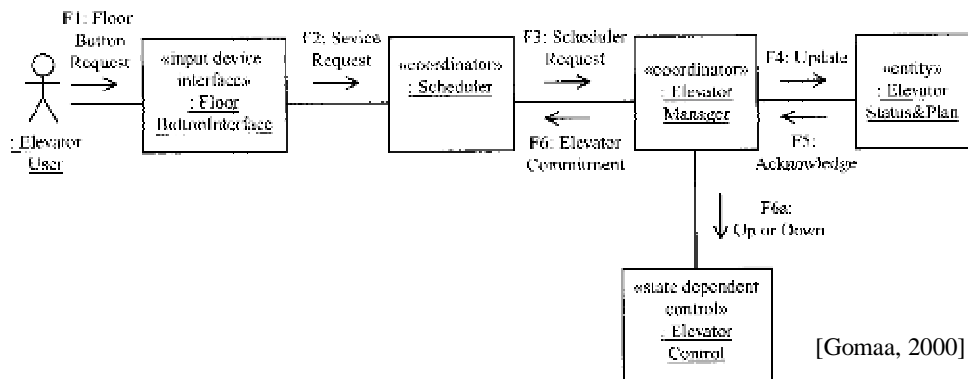 F1: Floor
Button
Request
: Elevator
User
«input device
interface»
: Floor
ButtonInterface
F2: Sevice
Request
«coordinator»
: Scheduler
F3: Scheduler
Request
F6: Elevator
Commitment
«coordinator»
: Elevator
Manager
F4: Update
F5:
Acknowledge
«entity»
: Elevator
Status&Plan
F6a:
Up or Down
«state dependent
control»
: Elevator
Control
[Gomaa, 2000]